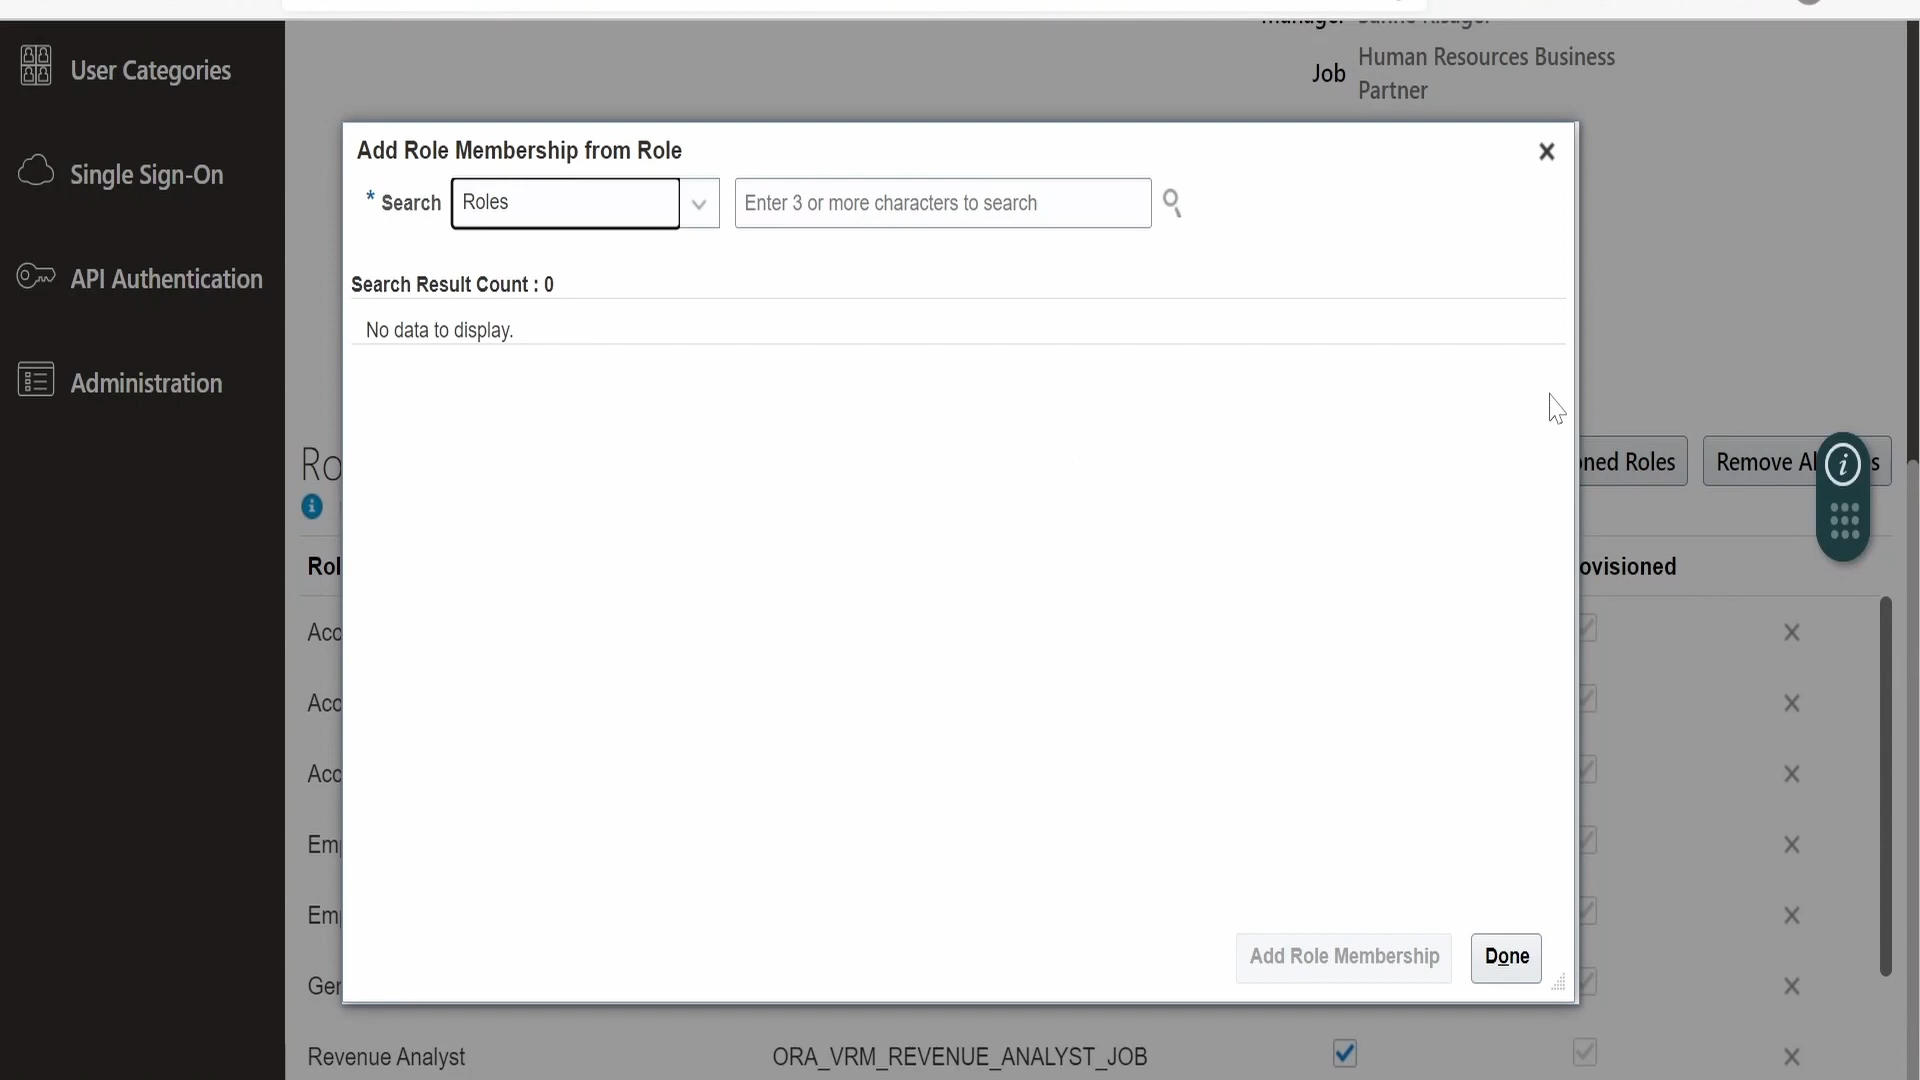 Human Resources Business
Job
Partner
User Categories
Single Sign-On
API Authentication
Administration
Add Role Membership from Role
* Search Roles Enter 3 or more characters to search
Search Result Count : 0
No data to display.
Add Role Membership Done
Ro
ned Roles
Remove Al s
Rol
ovisioned
Acc
Acc
Acc
Emp
Emp
Ger
Revenue Analyst ORA_VRM_REVENUE_ANALYST_JOB